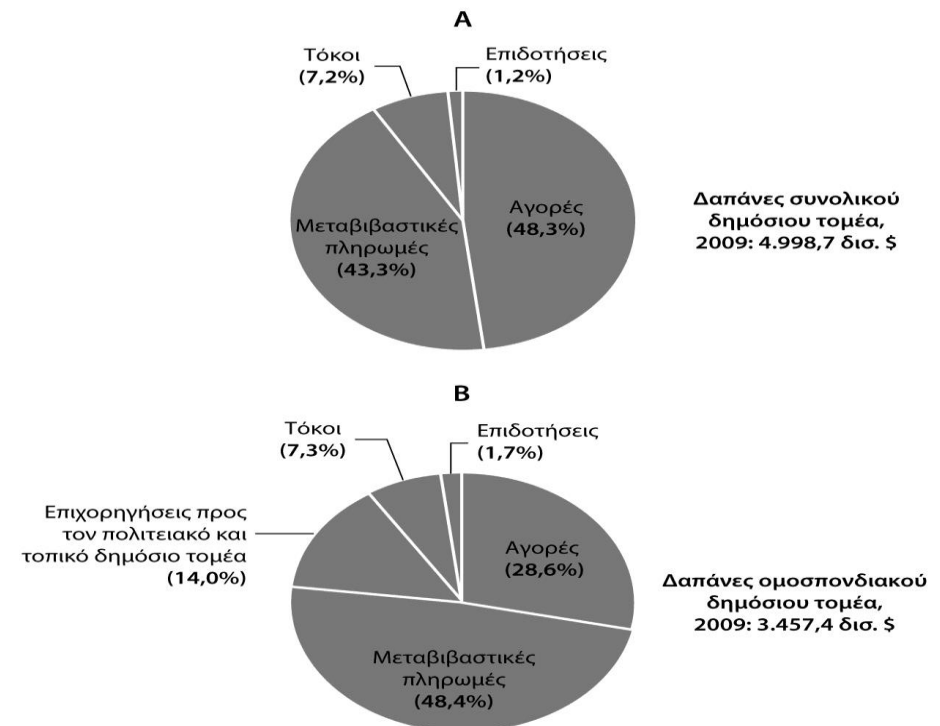 A
Τόκοι
(7,2%)
Επιδοτήσεις
(1,2%)
Μεταβιβαστικές
πληρωμές
(43,3%)
Αγορές
(48,3%)
Δαπάνες συνολικού
δημόσιου τομέα,
2009: 4.998,7 δισ. $
B
Τόκοι
(7,3%)
Επιδοτήσεις
(1,7%)
Επιχορηγήσεις προς
τον πολιτειακό και
τοπικό δημόσιο τομέα
(14,0%)
Αγορές
(28,6%)
Μεταβιβαστικές
πληρωμές
(48,4%)
Δαπάνες ομοσπονδιακού
δημόσιου τομέα,
2009: 3.457,4 δισ. $